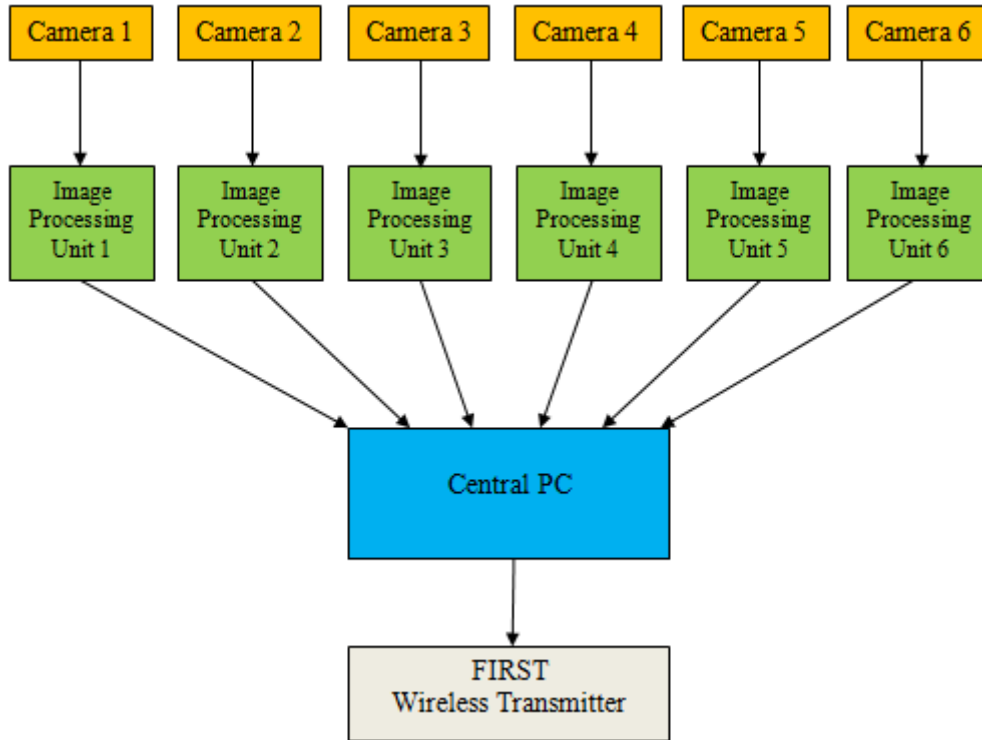 Camera 1
Camera 2
Camera 3
Camera 4
Camera 5
Camera 6
Image
Processing
Unit 1
Image
Processing
Unit 2
Image
Processing
Unit 3
Image
Processing
Unit 4
Image
Processing
Unit 5
Image
Processing
Unit 6
Central PC
FIRST
Wireless Transmitter